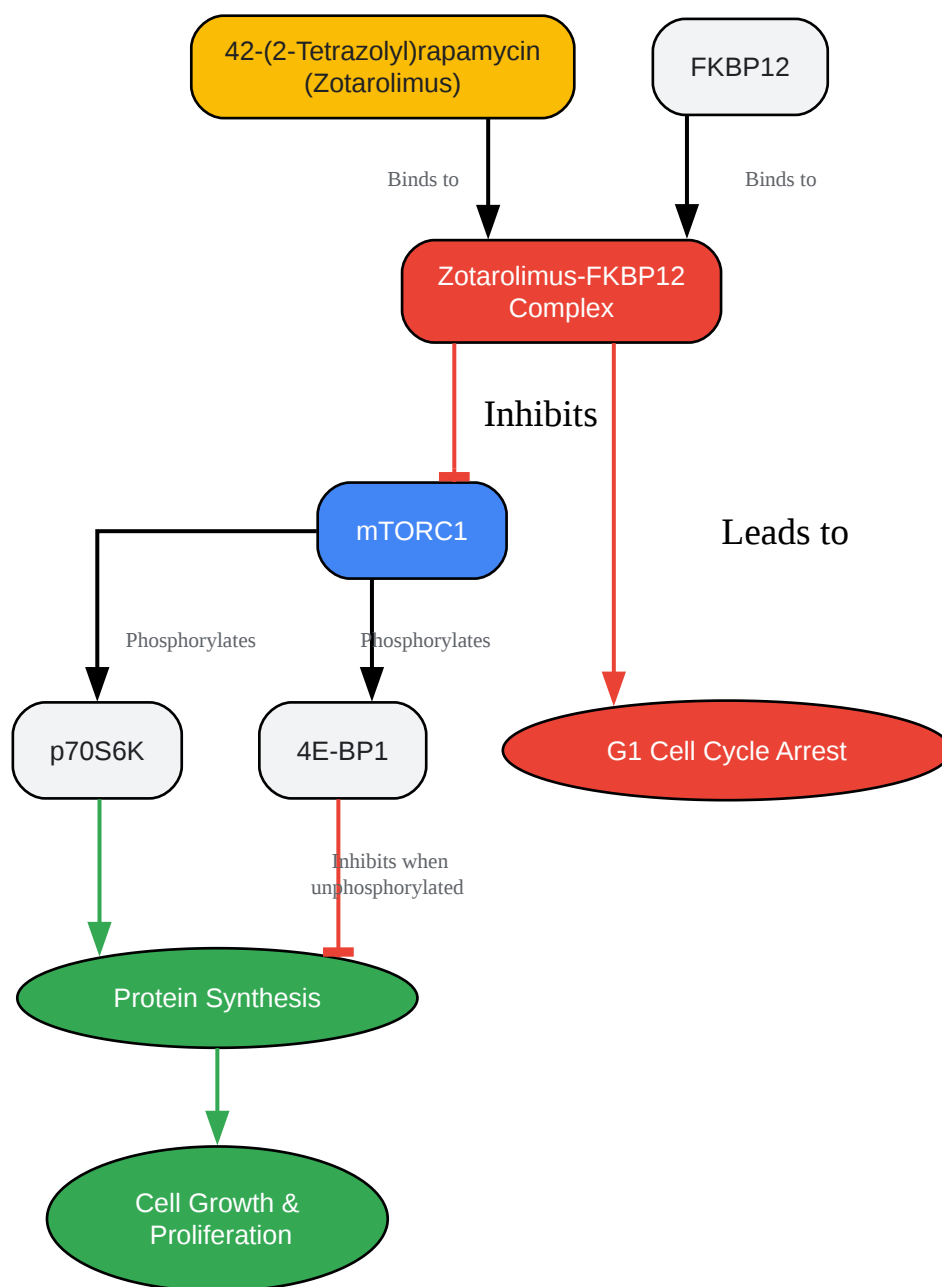 42-(2-Tetrazolyl)rapamycin
(Zotarolimus)
FKBP12
Binds to
Binds to
Zotarolimus-FKBP12
Complex
Inhibits
mTORC1
Leads to
Phosphorylates
Phosphorylates
p70S6K
4E-BP1
G1 Cell Cycle Arrest
Inhibits when
unphosphorylated
Protein Synthesis
Cell Growth &
Proliferation